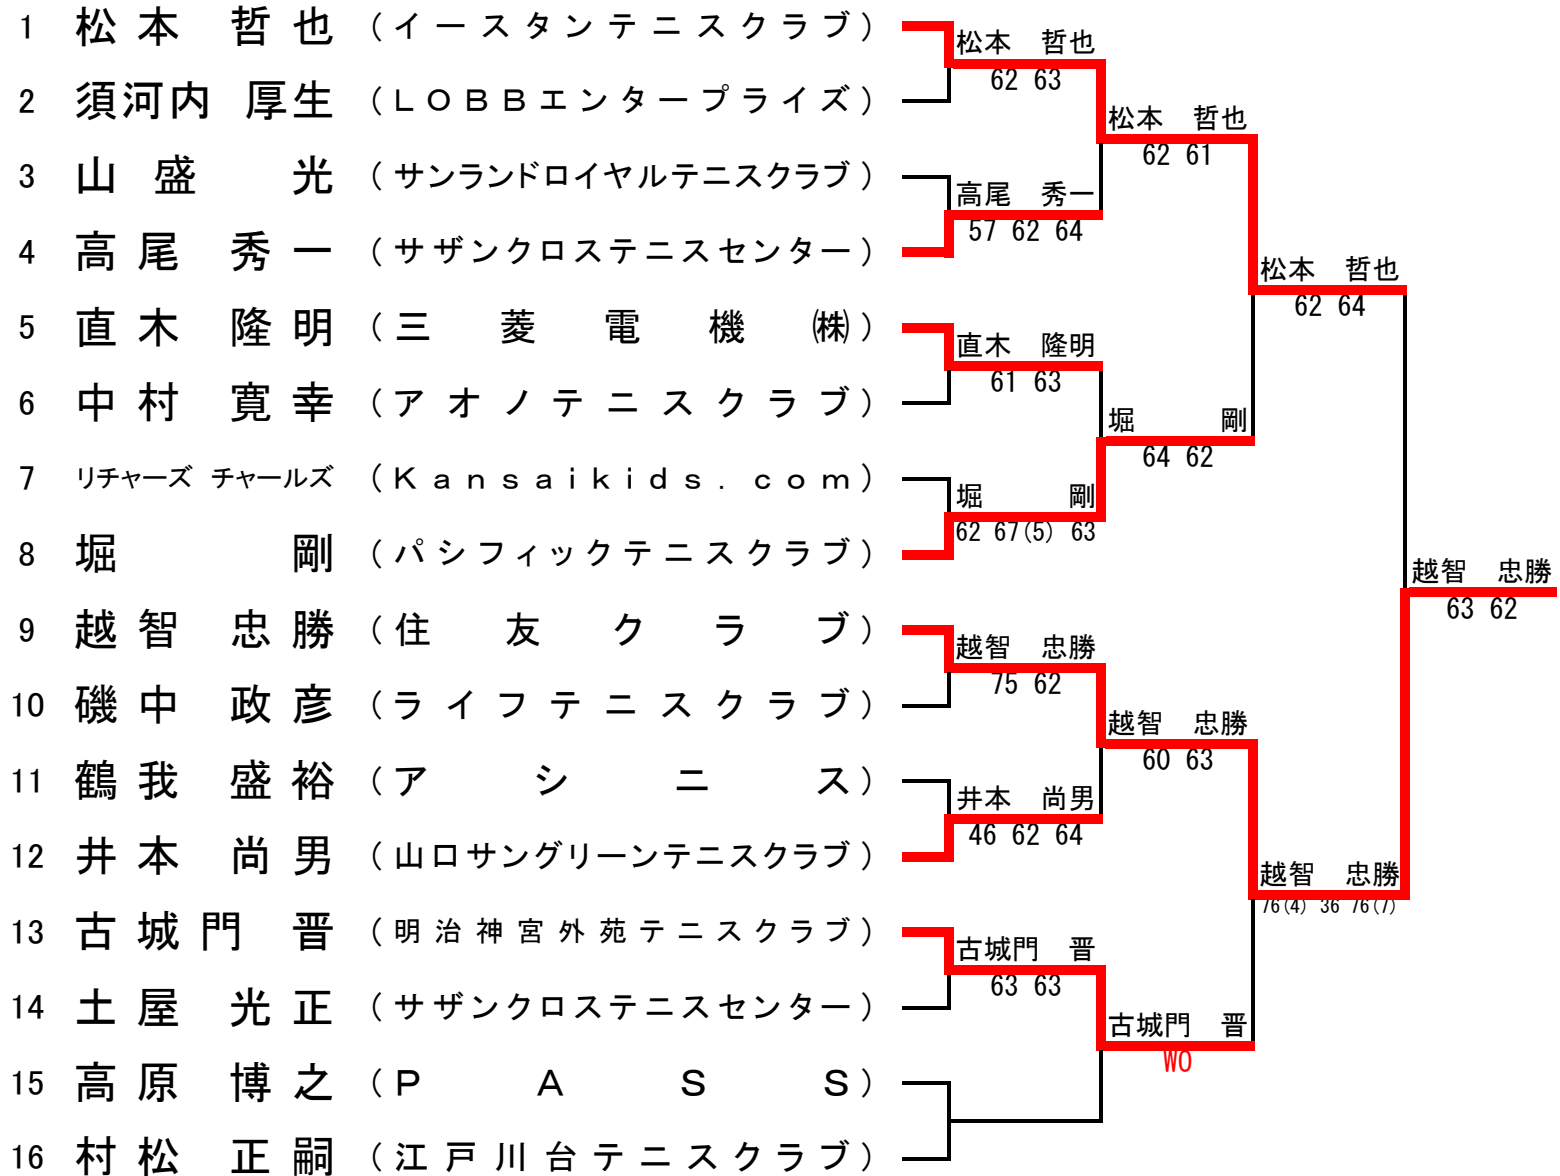 1 松本 哲也 (イースタンテニスクラブ)
松本 哲也
62 63
2 須河内 厚生 (LOBBエンタープライズ)
松本 哲也
62 61
3 山盛 光 (サンランドロイヤルテニスクラブ)
高尾 秀一
57 62 64
4 高尾 秀一 (サザンクロステニスセンター)
松本 哲也
62 64
5 直木 隆明 (三菱電機㈱)
直木 隆明
61 63
6 中村 寛幸 (アオノテニスクラブ)
堀 剛
64 62
7 リチャーズ チャールズ (Kansaikids.com)
堀 剛
62 67(5) 63
8 堀 剛 (パシフィックテニスクラブ)
越智 忠勝
63 62
9 越智 忠勝 (住友クラブ)
越智 忠勝
75 62
10 磯中 政彦 (ライフテニスクラブ)
越智 忠勝
60 63
11 鶴我 盛裕 (アシニス)
井本 尚男
46 62 64
12 井本 尚男 (山口サングリーンテニスクラブ)
越智 忠勝
76(4) 36 76(7)
13 古城門 晋 (明治神宮外苑テニスクラブ)
古城門 晋
63 63
14 土屋 光正 (サザンクロステニスセンター)
古城門 晋
WO
15 高原 博之 (PASS)
16 村松 正嗣 (江戸川台テニスクラブ)